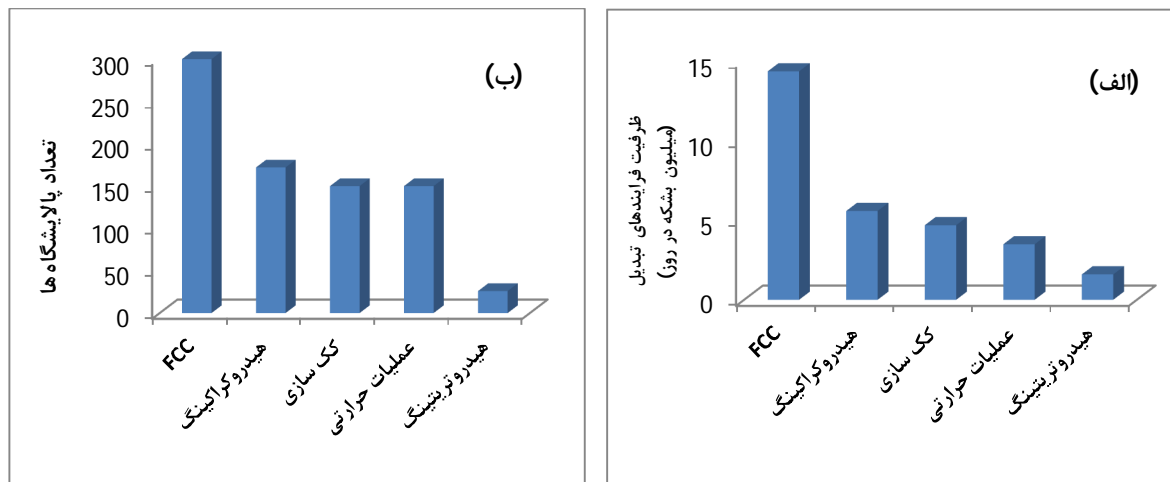 (الف)
ظرفیت فرایندهای تبدیل
(میلیون بشکه در روز)
15
10
5
0
FCC
هیدروکراکینگ
کک سازی
عملیات حرارتی
هیدروتریتینگ
(ب)
تعداد پالایشگاه ها
300
250
200
150
100
50
0
FCC
هیدروکراکینگ
کک سازی
عملیات حرارتی
هیدروتریتینگ